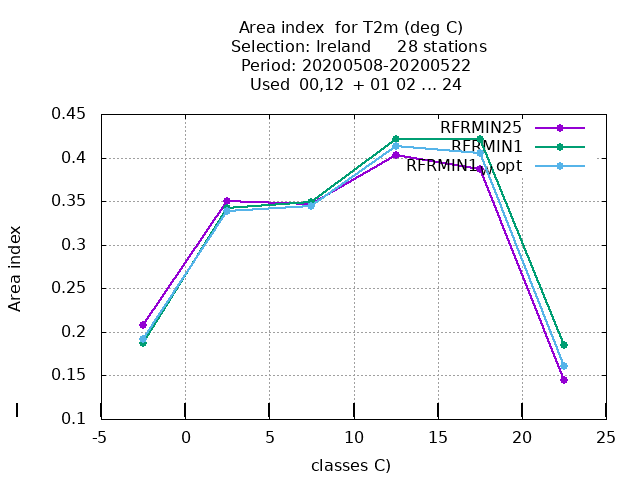 Area index  for T2m (deg C)
Selection: Ireland     28 stations
Period: 20200508-20200522
Used  00,12  + 01 02 ... 24
0.45
0.4
0.35
0.3
0.25
0.2
0.15
0.1
-5
0
5
10
15
20
25
Area index
classes C)
RFRMIN25
RFRMIN1
RFRMIN1 opt